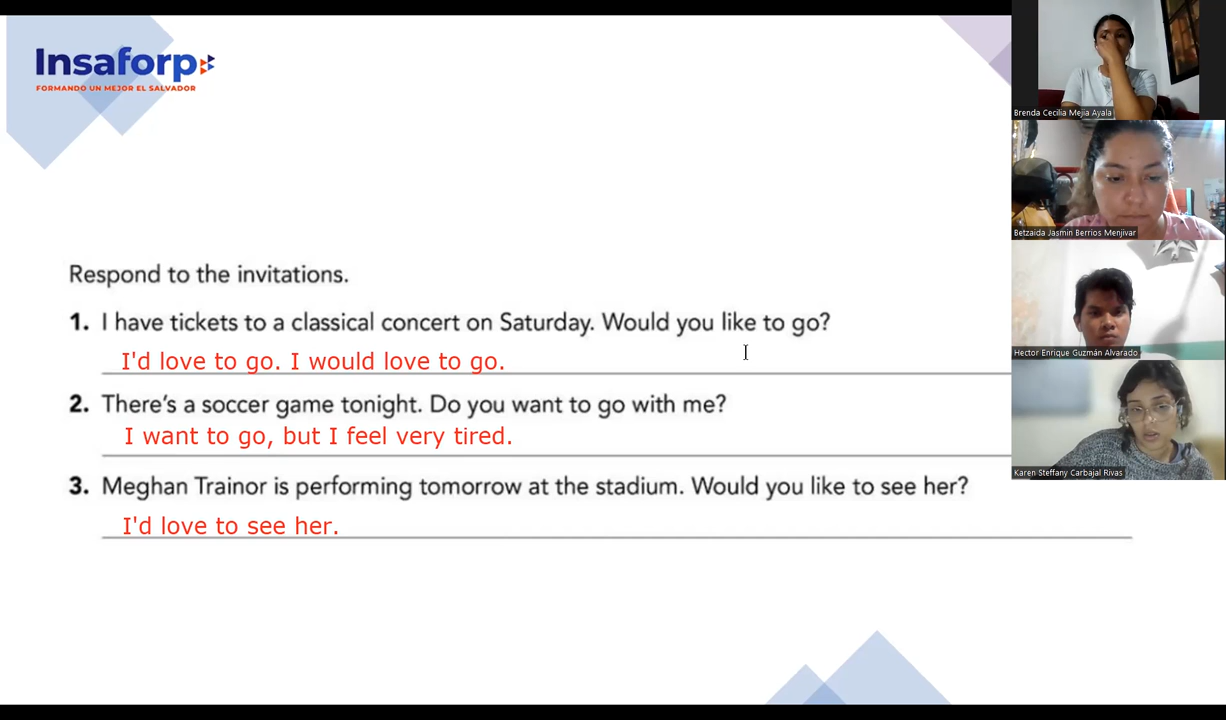 Insaforp
FORMANDO UN MEJOR EL SALVADOR
Respond to the invitations.
1. I have tickets to a classical concert on Saturday. Would you like to go?
I'd love to go. I would love to go.
2. There's a soccer game tonight. Do you want to go with me?
I want to go, but I feel very tired.
3. Meghan Trainor is performing tomorrow at the stadium. Would you like to see her?
I'd love to see her.
Brenda Cecilia Mejia Ayala
Betzaida Jasmin Berrios Menjivar
Hector Enrique Guzmán Alvarado
Karen Steffany Carbajal Rivas